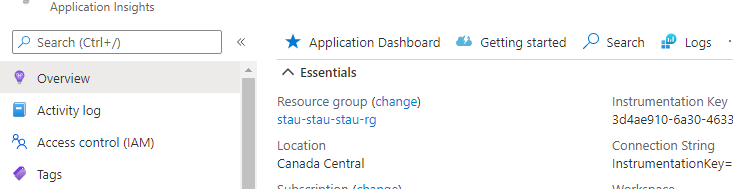 Application Insights
Search (Ctrl+/)
«
Overview
Activity log
Access control (IAM)
Tags
Application Dashboard
Getting started
Search
Logs
Essentials
Resource group (change)
stau-stau-stau-rg
Location
Canada Central
Subscription (change)
Instrumentation Key
3d4ae910-6a30-4633
Connection String
InstrumentationKey=
Workspace